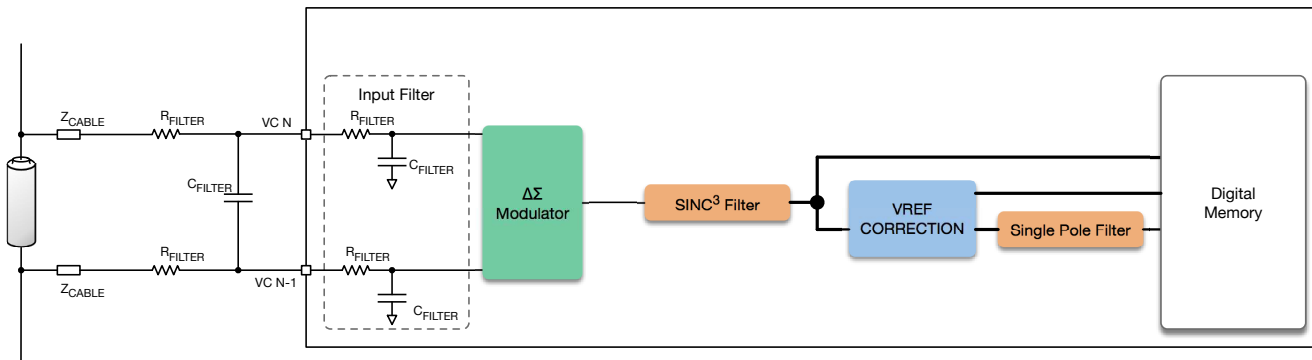 Input Filter
Z_CABLE
R_FILTER
VC N
R_FILTER
C_FILTER
C_FILTER
ΔΣ
Modulator
SINC³ Filter
VREF
CORRECTION
Single Pole Filter
Digital
Memory
R_FILTER
R_FILTER
Z_CABLE
VC N-1
C_FILTER